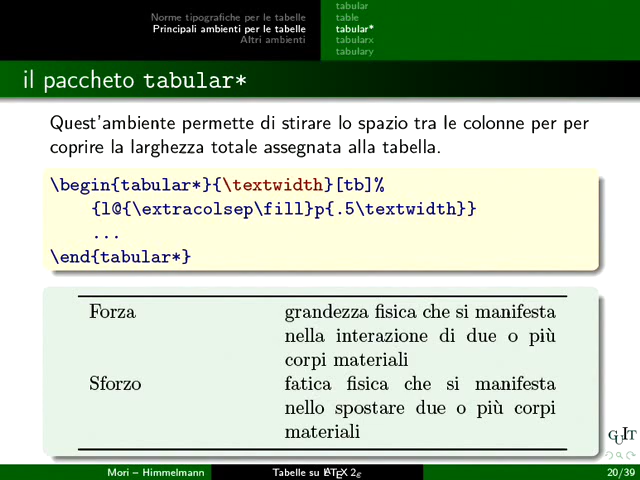 Norme tipografiche per le tabelle
Principali ambienti per le tabelle
Altri ambienti
tabular
table
tabular*
tabularx
tabulary
il paccheto tabular*
Quest'ambiente permette di stirare lo spazio tra le colonne per per
coprire la larghezza totale assegnata alla tabella.
\begin{tabular*}{\textwidth}[tb]%
{l@{\extracolsep\fill}p{.5\textwidth}}
...
\end{tabular*}
Forza grandezza fisica che si manifesta
nella interazione di due o più
corpi materiali
Sforzo fatica fisica che si manifesta
nello spostare due o più corpi
materiali
GUIT
Mori – Himmelmann Tabelle su LATEX 2ε 20/39